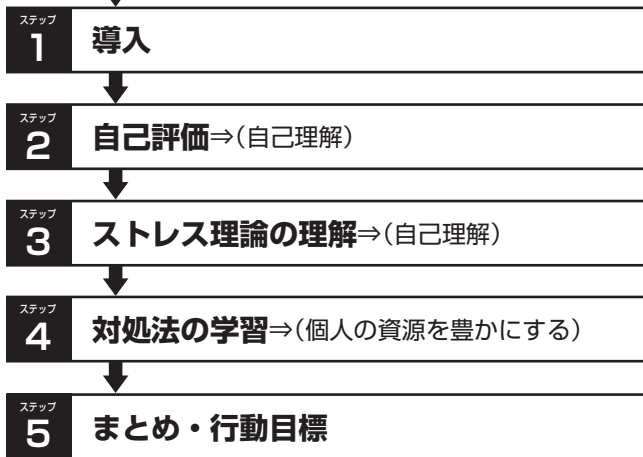 ステップ
1 導入
ステップ
2 自己評価⇒(自己理解)
ステップ
3 ストレス理論の理解⇒(自己理解)
ステップ
4 対処法の学習⇒(個人の資源を豊かにする)
ステップ
5 まとめ・行動目標